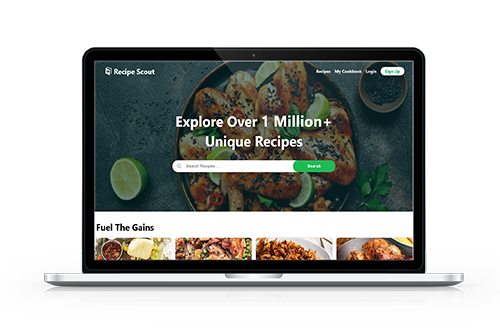 Recipe Scout
Recipes My Cookbook Login Sign Up
Explore Over 1 Million+
Unique Recipes
Search Recipes ...
Search
Fuel The Gains